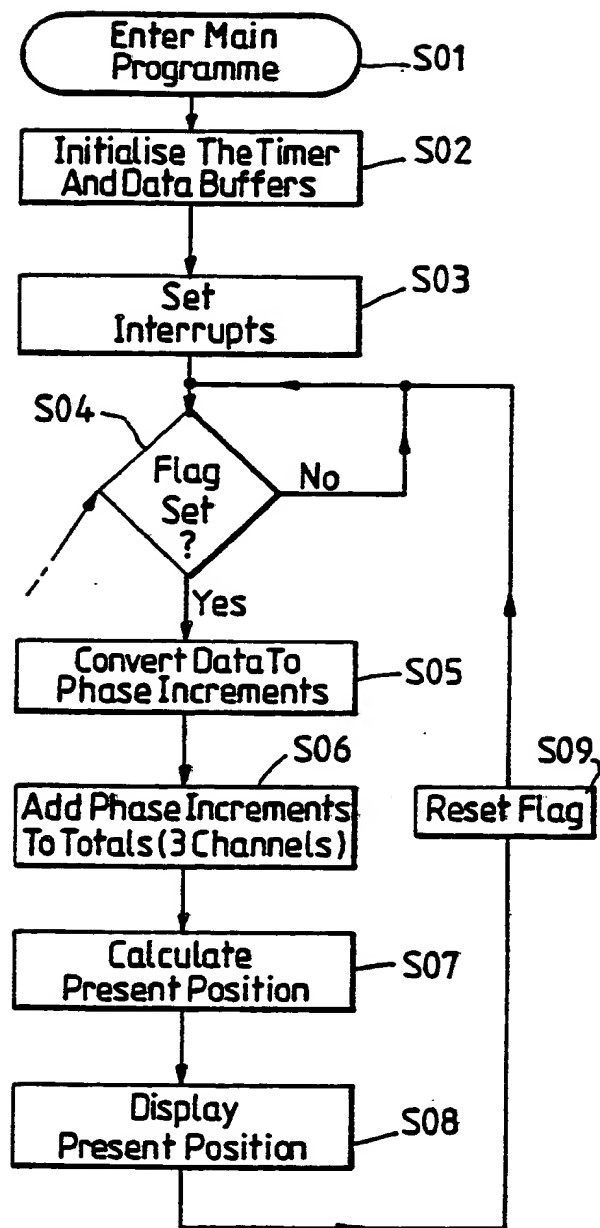 Enter Main
Programme
S01
Initialise The Timer
And Data Buffers
S02
Set
Interrupts
S03
S04
Flag
Set
?
No
Yes
Convert Data To
Phase Increments
S05
S06
Add Phase Increments
To Totals (3 Channels)
S09
Reset Flag
Calculate
Present Position
S07
Display
Present Position
S08